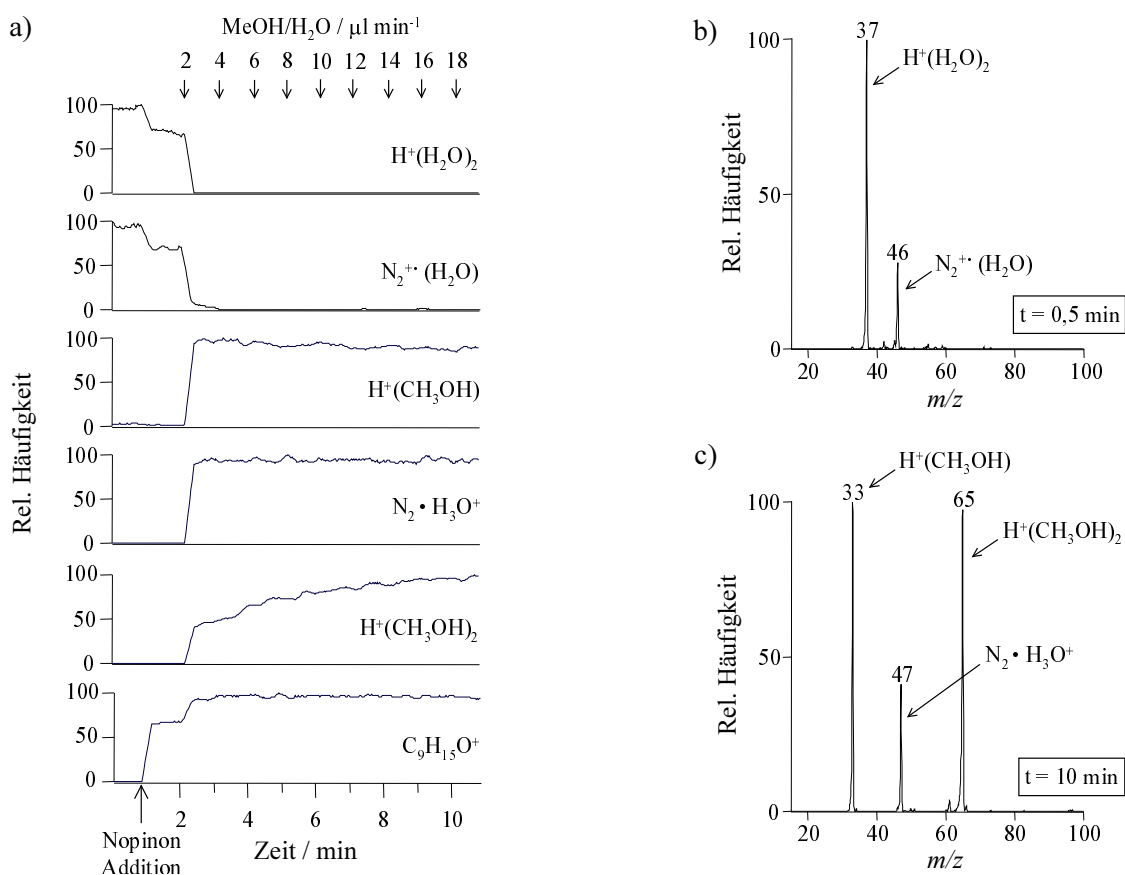 a)
MeOH/H₂O / µl min⁻¹
2 4 6 8 10 12 14 16 18
100
50
0
H⁺(H₂O)₂
100
50
0
N₂⁺· (H₂O)
100
50
0
H⁺(CH₃OH)
100
50
0
N₂ • H₃O⁺
100
50
0
H⁺(CH₃OH)₂
100
50
0
C₉H₁₅O⁺
Rel. Häufigkeit
2 4 6 8 10
Zeit / min
Nopinon
Addition
b)
37
100
H⁺(H₂O)₂
50
46
N₂⁺· (H₂O)
t = 0,5 min
0
Rel. Häufigkeit
20 40 60 80 100
m/z
c)
H⁺(CH₃OH)
33
65
100
H⁺(CH₃OH)₂
50
N₂ • H₃O⁺
47
t = 10 min
0
Rel. Häufigkeit
20 40 60 80 100
m/z